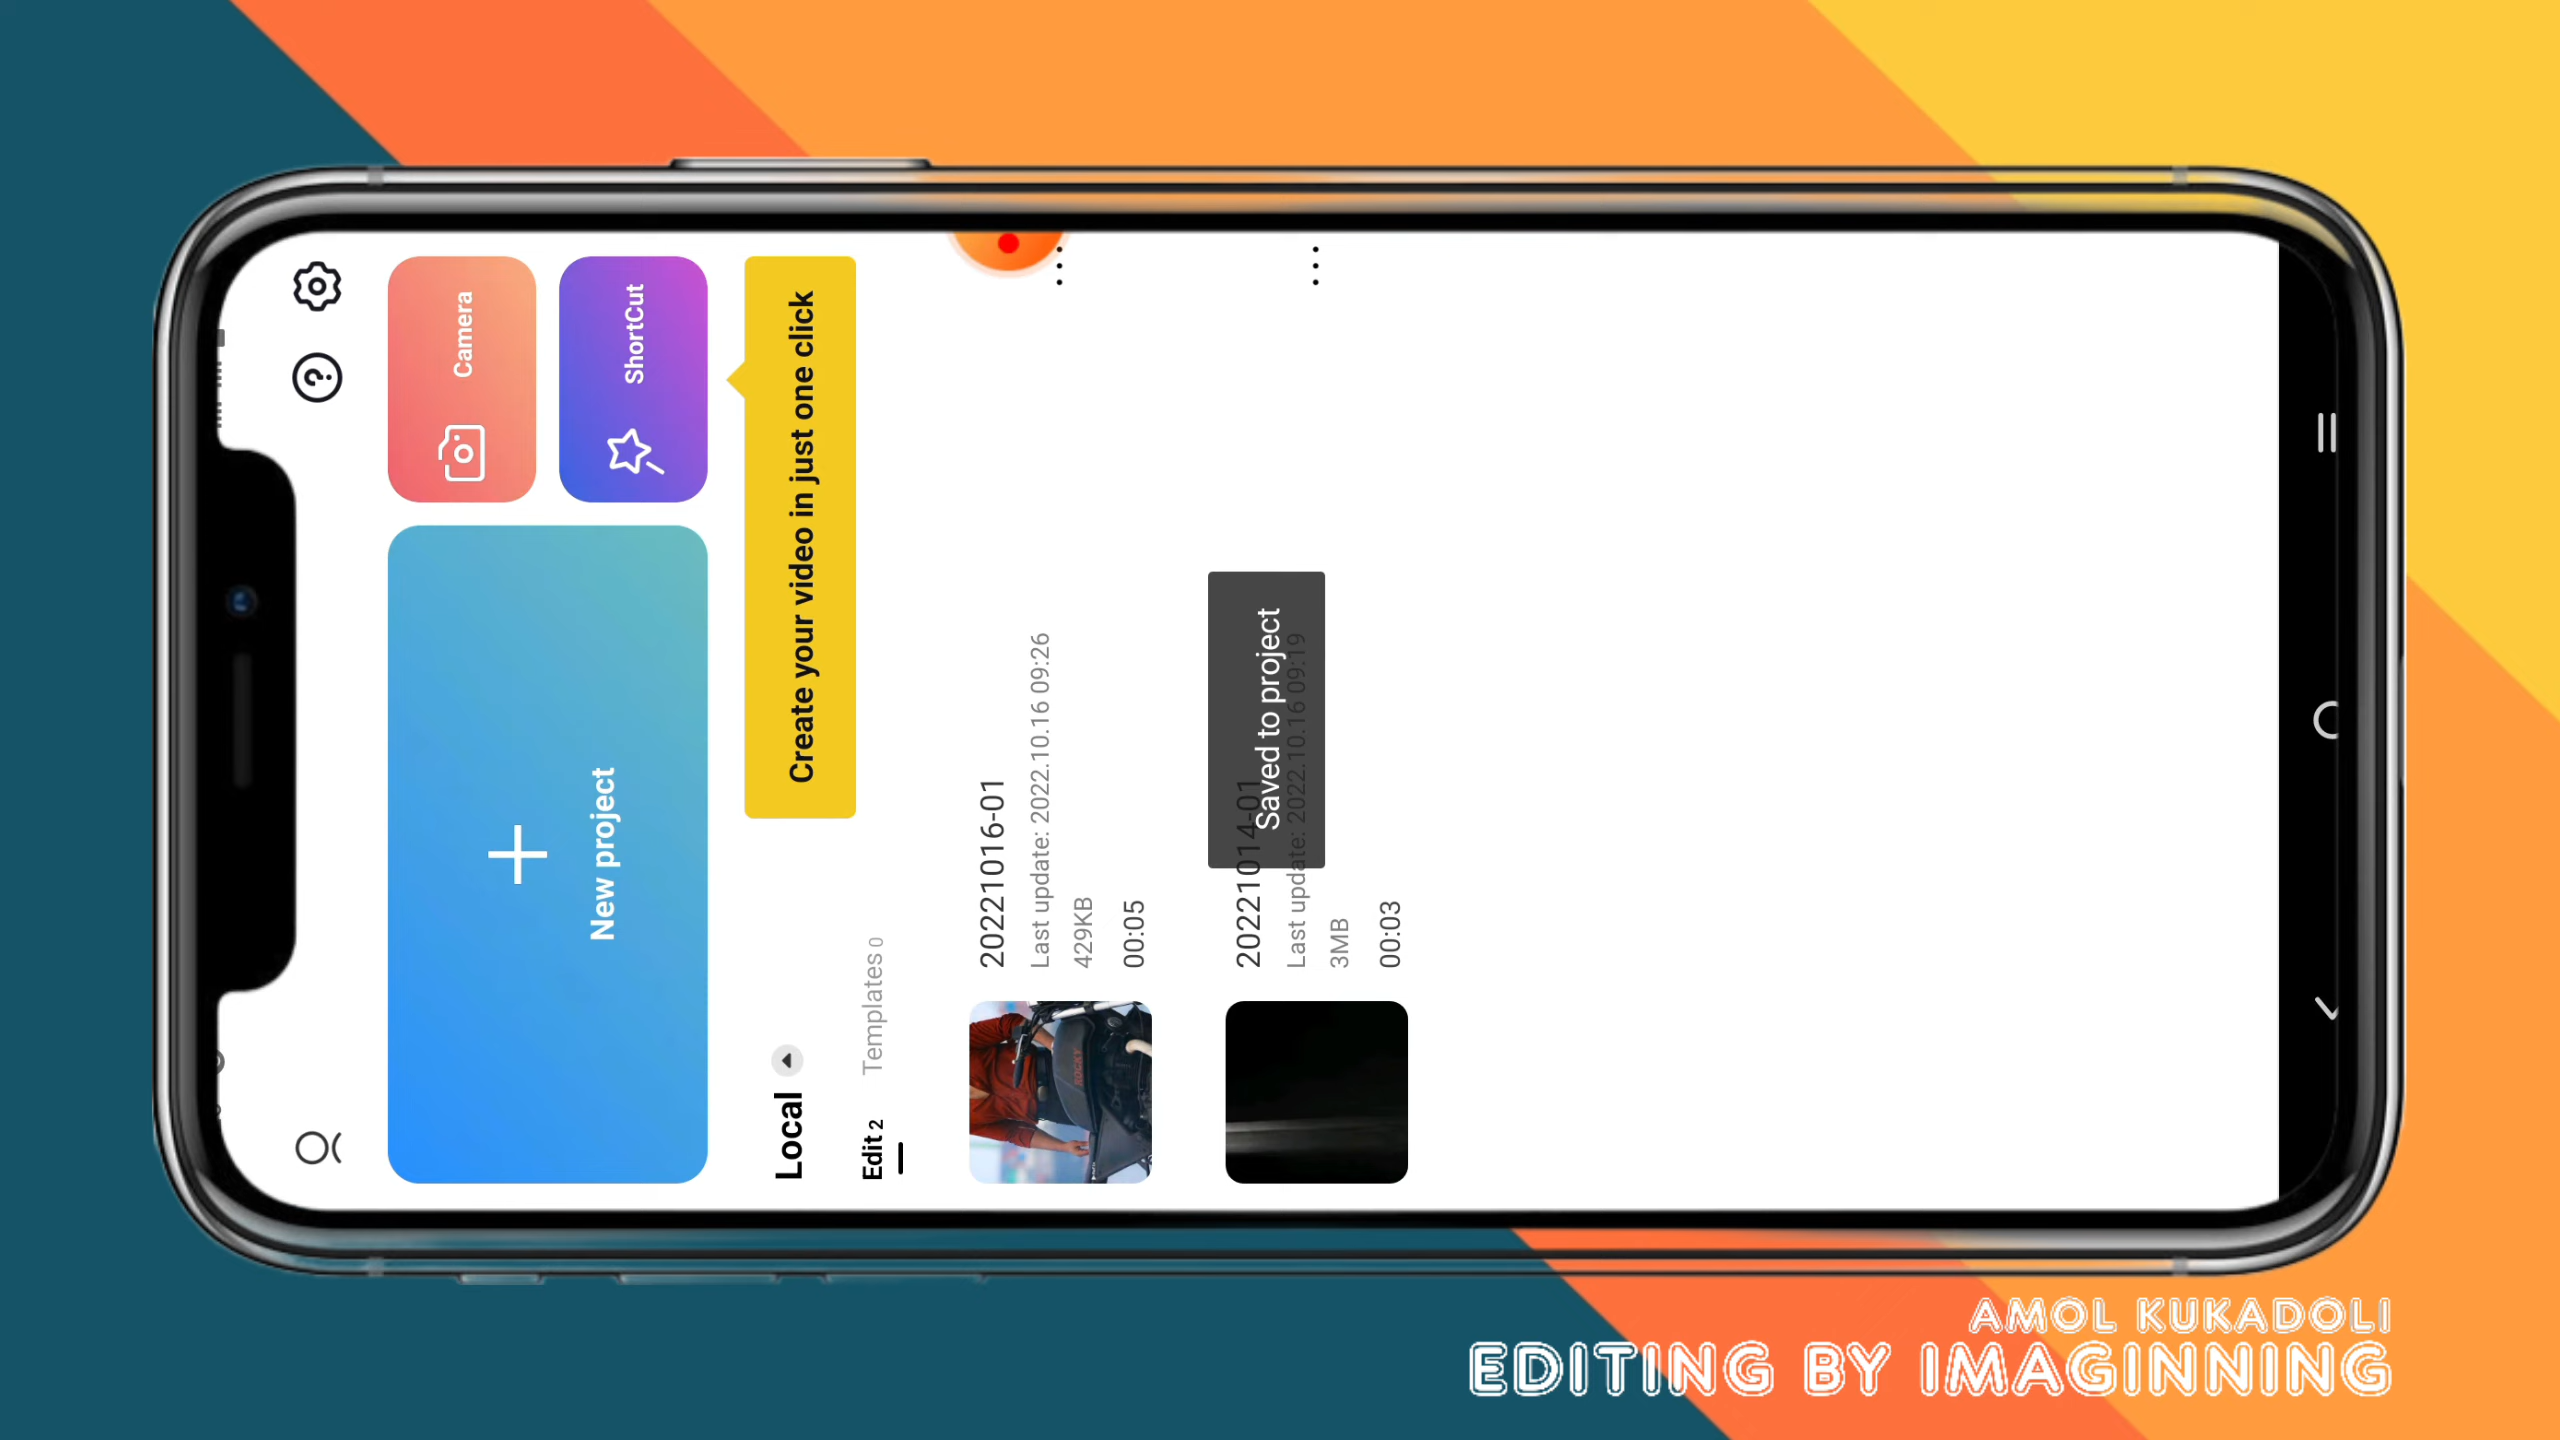 Camera
ShortCut
New project
Create your video in just one click
Local
Edit 2
Templates 0
20221016-01
Last update: 2022.10.16 09:26
429KB
00:05
20221014-01
Last update: 2022.10.16 09:19
3MB
00:03
Saved to project
ROCKY
AMOL KUKADOLI
EDITING BY IMAGINNING